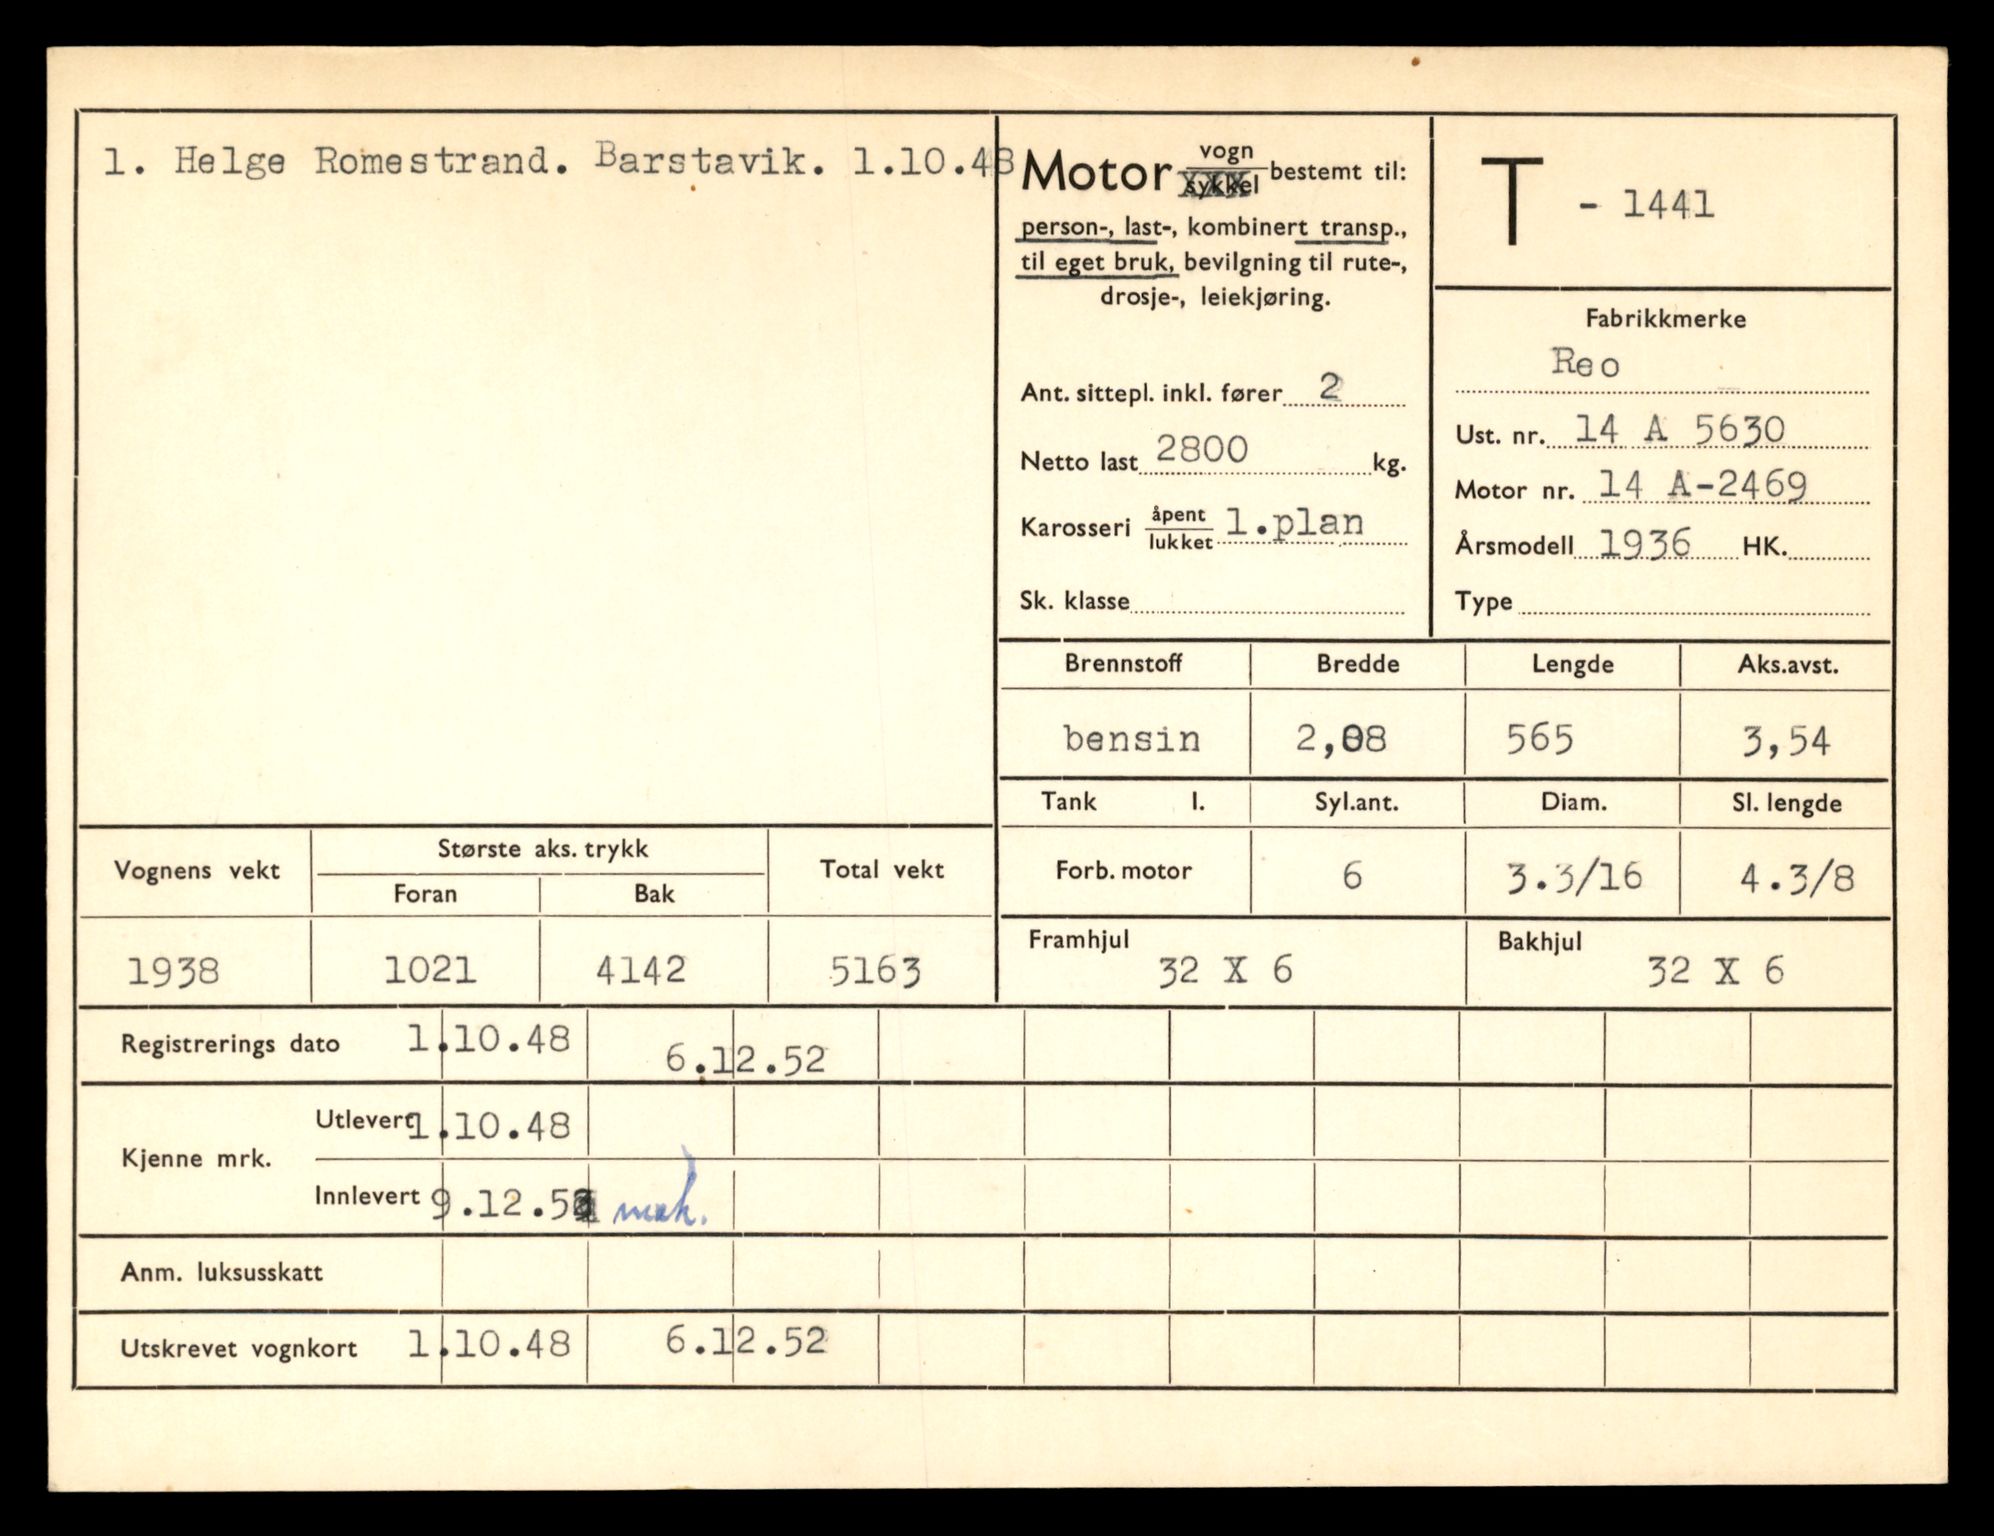 1. Helge Romestrand. Barstavik. 1.10.48
Motor vogn/sykkel bestemt til:
person-, last-, kombinert transp.,
til eget bruk, bevilgning til rute-,
drosje-, leiekjøring.
Ant. sittepl. inkl. fører 2
Netto last 2800 kg.
Karosseri åpent/lukket l.plan
Sk. klasse
T - 1441
Fabrikkmerke
Reo
Ust. nr. 14 A 5630
Motor nr. 14 A-2469
Årsmodell 1936 HK.
Type
Brennstoff Bredde Lengde Aks.avst.
bensin 2,08 565 3,54
Tank l. Syl.ant. Diam. Sl. lengde
Forb. motor 6 3.3/16 4.3/8
Framhjul 32 X 6 Bakhjul 32 X 6
Vognens vekt Største aks. trykk Total vekt
Foran Bak
1938 1021 4142 5163
Registrerings dato 1.10.48 6.12.52
Kjenne mrk. Utlevert 1.10.48
Innlevert
Anm. luksusskatt
Utskrevet vognkort 1.10.48 6.12.52